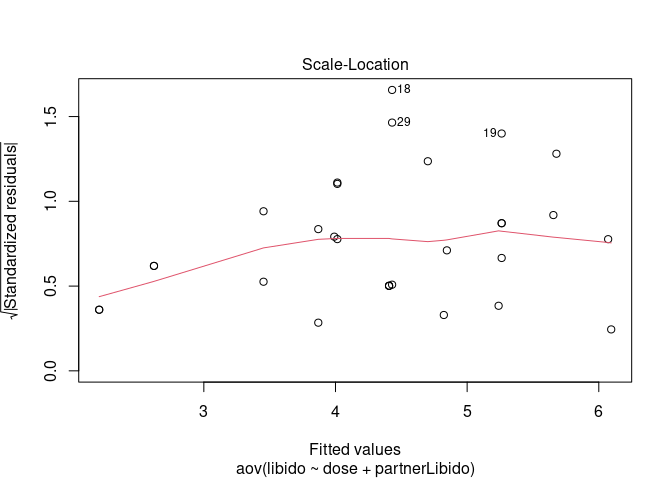 Scale-Location
√|Standardized residuals|
1.5
1.0
0.5
0.0
18
29
19
3 4 5 6
Fitted values
aov(libido ~ dose + partnerLibido)